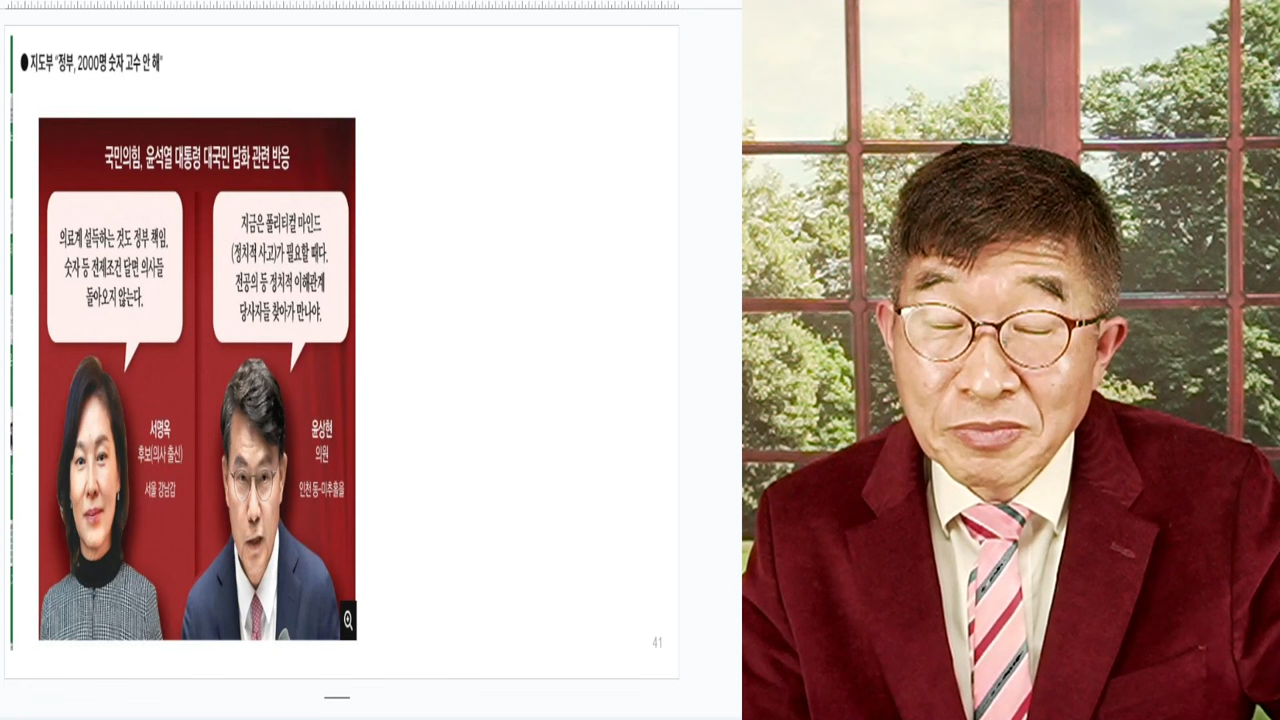 ● 지도부 "정부, 2000명 숫자 고수 안 해"
국민의힘, 윤석열 대통령 대국민 담화 관련 반응
의료계 설득하는 것도 정부 책임.
숫자 등 전제조건 달면 의사들
돌아오지 않는다.
지금은 폴리티컬 마인드
(정치적 사고)가 필요할 때다.
전공의 등 정치적 이해관계
당사자들 찾아가 만나야.
서명옥
후보(의사 출신)
서울 강남갑
윤상현
의원
인천 동-미추홀을
41